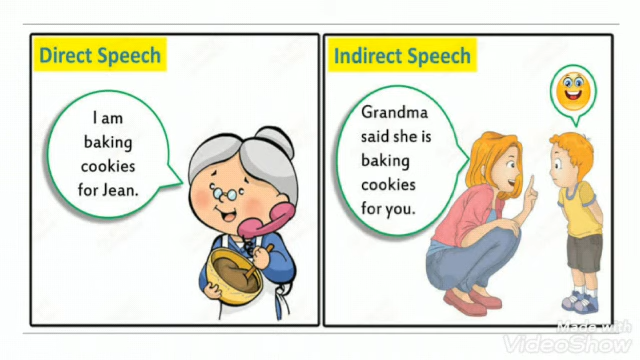 Direct Speech
I am
baking
cookies
for Jean.
Indirect Speech
Grandma
said she is
baking
cookies
for you.
Made with
VideoShow